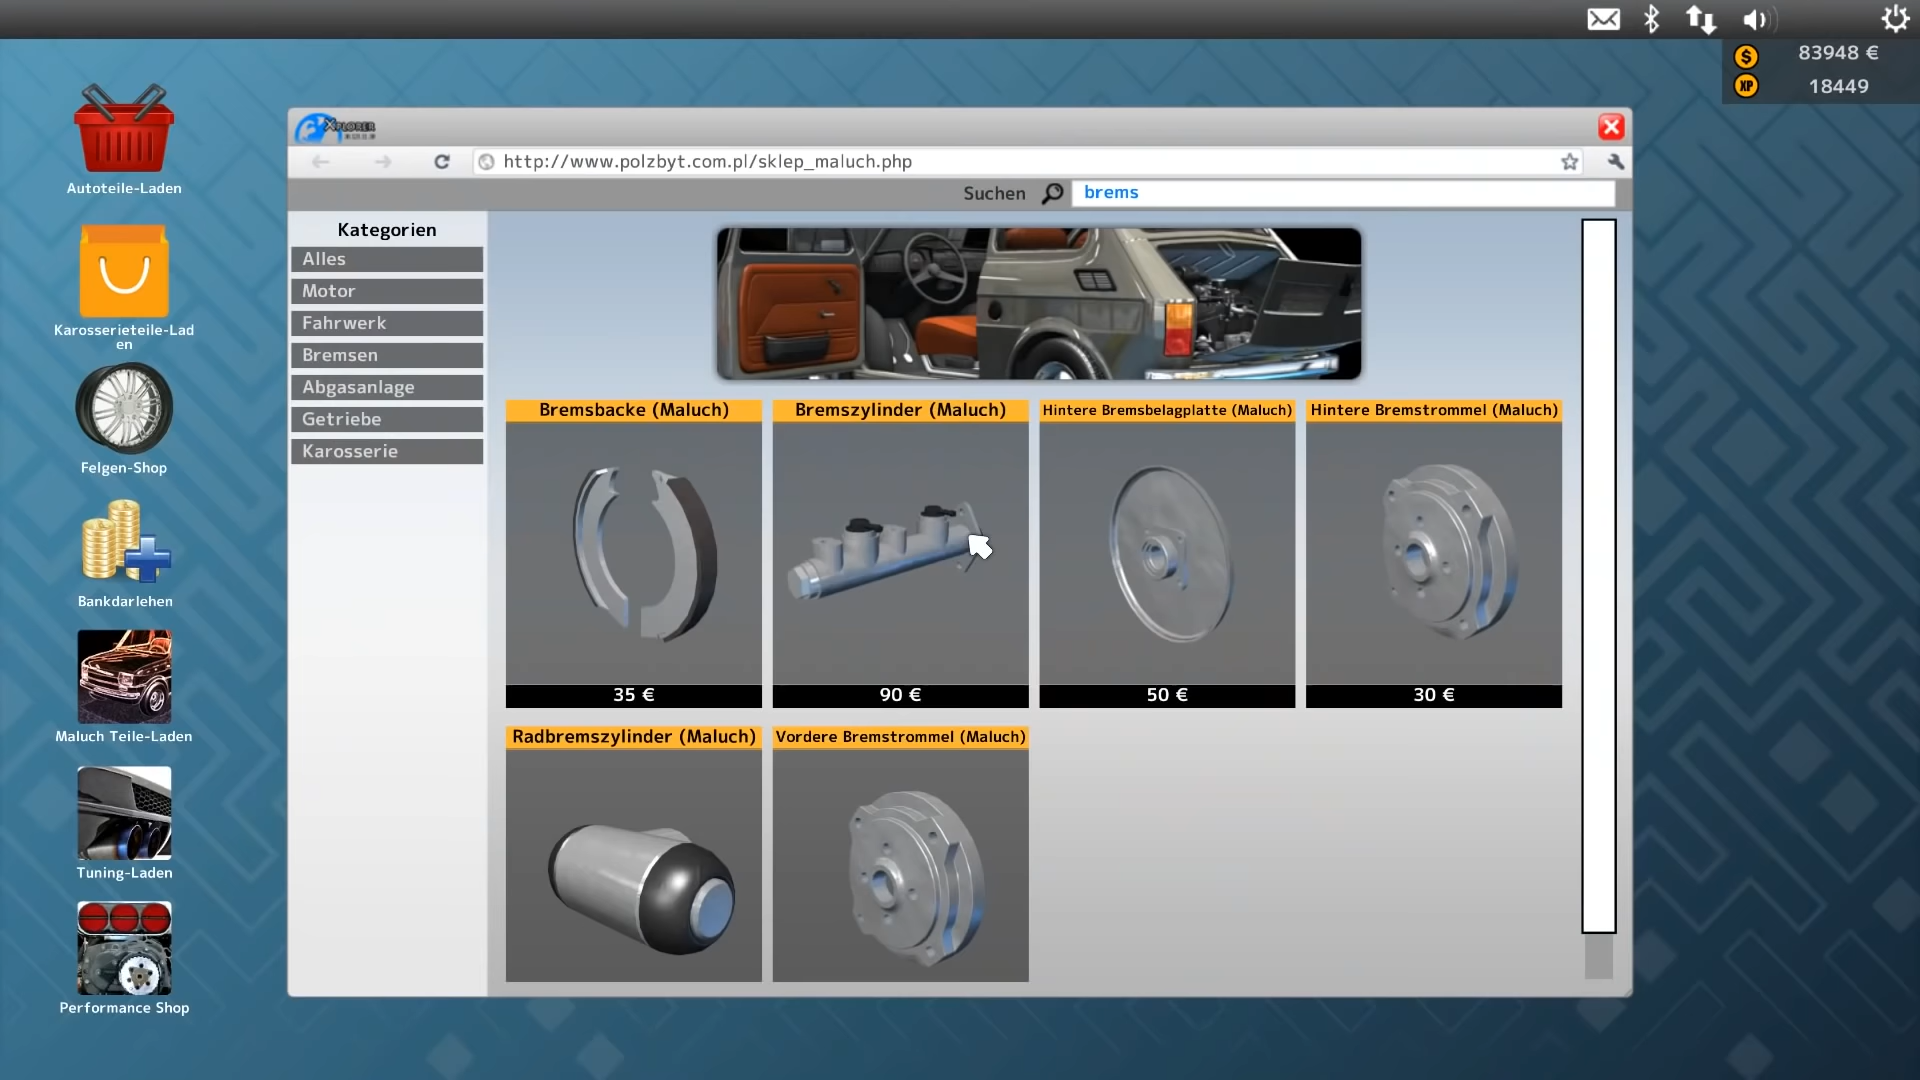 83948 €
XP
18449
XPLORER
http://www.polzbyt.com.pl/sklep_maluch.php
Suchen
brems
Kategorien
Alles
Motor
Fahrwerk
Bremsen
Abgasanlage
Getriebe
Karosserie
Autoteile-Laden
Karosserieteile-Lad
en
Felgen-Shop
Bankdarlehen
Maluch Teile-Laden
Tuning-Laden
Performance Shop
Bremsbacke (Maluch)
35 €
Bremszylinder (Maluch)
90 €
Hintere Bremsbelagplatte (Maluch)
50 €
Hintere Bremstrommel (Maluch)
30 €
Radbremszylinder (Maluch)
Vordere Bremstrommel (Maluch)